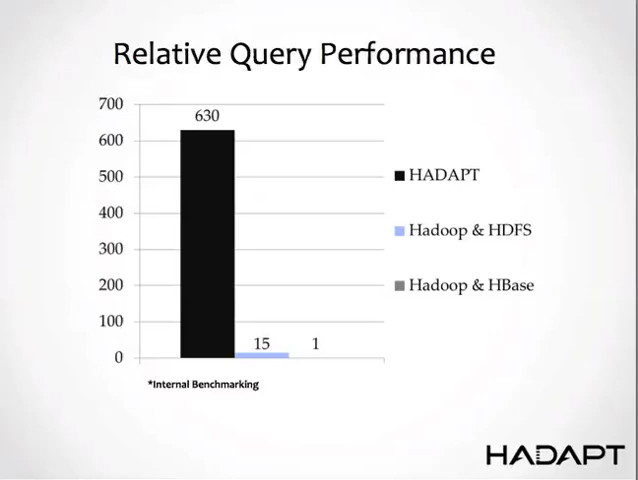 Relative Query Performance
700
600
500
400
300
200
100
0
630
15
1
HADAPT
Hadoop & HDFS
Hadoop & HBase
*Internal Benchmarking
HADAPT